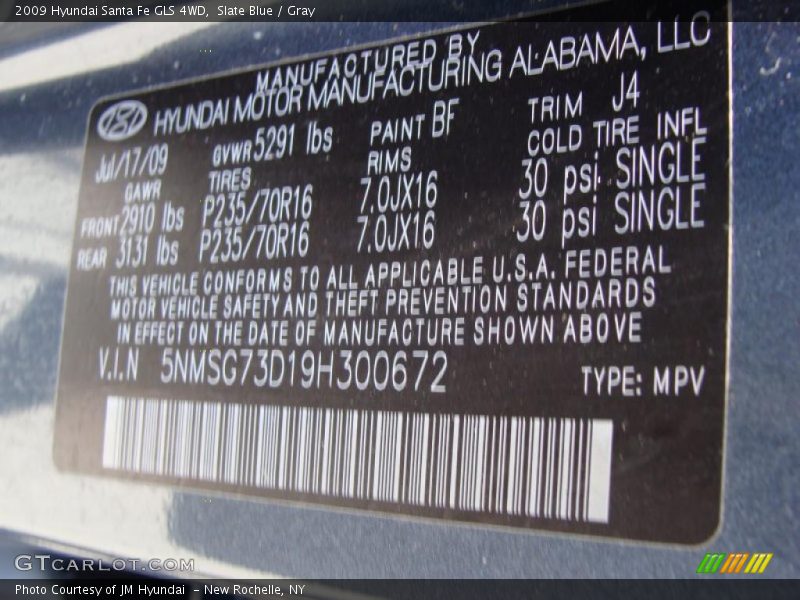 2009 Hyundai Santa Fe GLS 4WD,  Slate Blue / Gray
MANUFACTURED BY
HYUNDAI MOTOR MANUFACTURING ALABAMA, LLC
Jul/17/09 GVWR 5291 lbs PAINT BF TRIM J4
GAWR TIRES RIMS COLD TIRE INFL
FRONT 2910 lbs P235/70R16 7.0JX16 30 psi SINGLE
REAR 3131 lbs P235/70R16 7.0JX16 30 psi SINGLE
THIS VEHICLE CONFORMS TO ALL APPLICABLE U.S.A. FEDERAL
MOTOR VEHICLE SAFETY AND THEFT PREVENTION STANDARDS
IN EFFECT ON THE DATE OF MANUFACTURE SHOWN ABOVE
V.I.N 5NMSG73D19H300672 TYPE: MPV
GTCARLOT.COM
Photo Courtesy of JM Hyundai  -  New Rochelle, NY